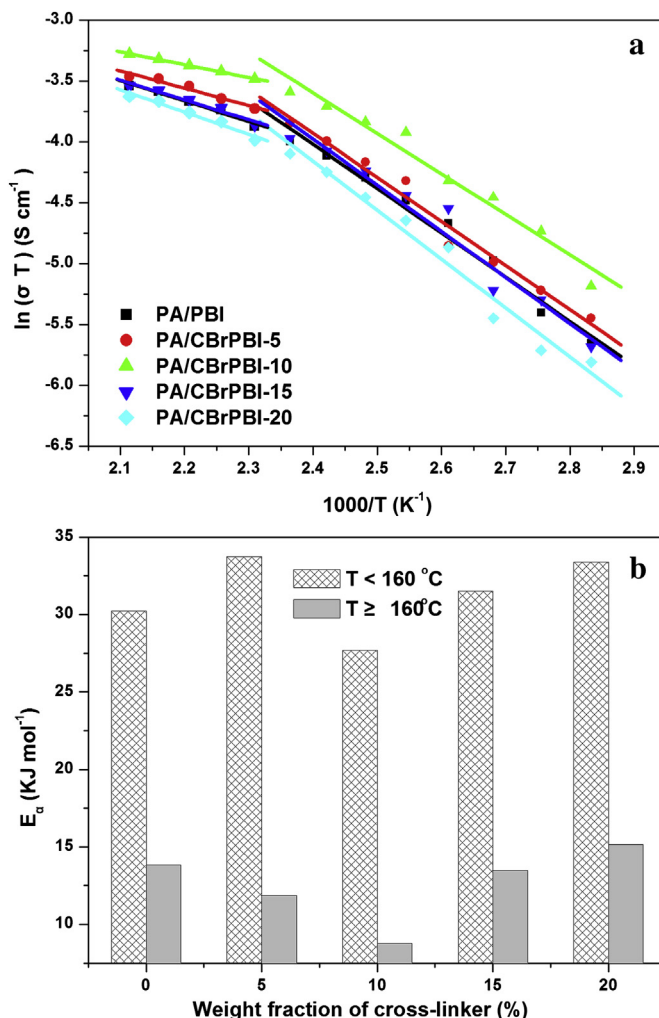 a
-3.0
-3.5
-4.0
-4.5
-5.0
-5.5
-6.0
-6.5
ln (σ T) (S cm⁻¹)
PA/PBI
PA/CBrPBI-5
PA/CBrPBI-10
PA/CBrPBI-15
PA/CBrPBI-20
2.1 2.2 2.3 2.4 2.5 2.6 2.7 2.8 2.9
1000/T (K⁻¹)
b
35
30
25
20
15
10
Eα (KJ mol⁻¹)
T < 160 °C
T ≥ 160°C
0 5 10 15 20
Weight fraction of cross-linker (%)